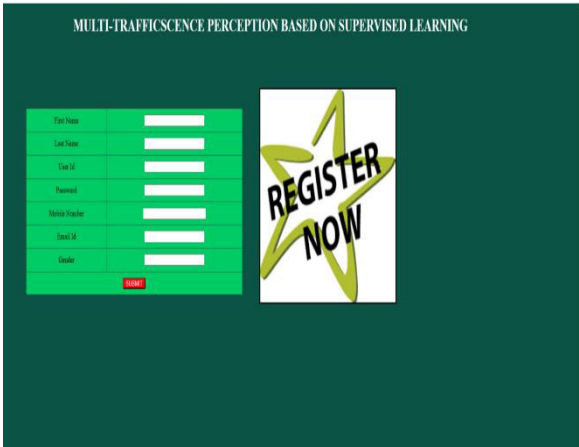 MULTI-TRAFFICSCENCE PERCEPTION BASED ON SUPERVISED LEARNING
First Name
Last Name
User Id
Password
Mobile Number
Email Id
Gender
SUBMIT
REGISTER
NOW